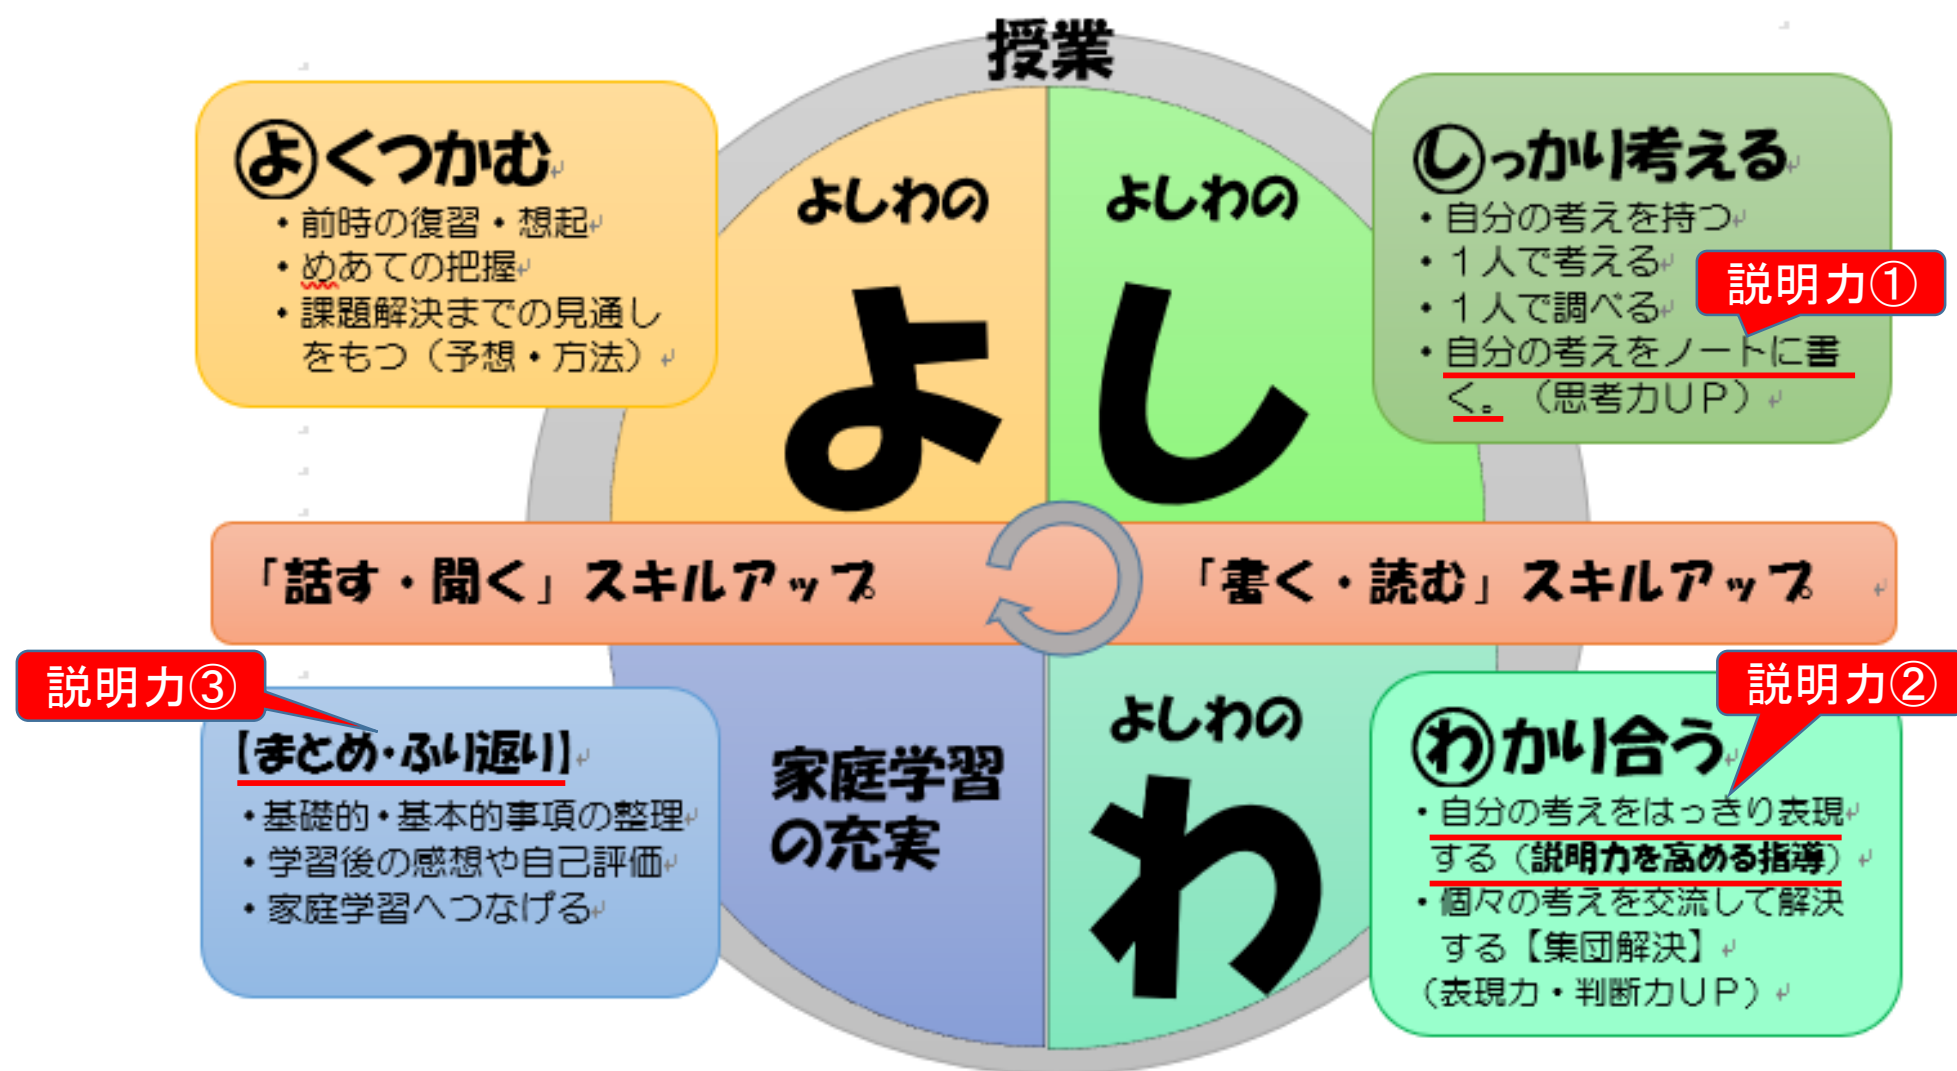 授業
よくつかむ
・前時の復習・想起
・めあての把握
・課題解決までの見通し
をもつ（予想・方法）
よしわの
よ
よしわの
し
しっかり考える
・自分の考えを持つ
・１人で考える
・１人で調べる
・自分の考えをノートに書
く。（思考力ＵＰ）
説明力①
「話す・聞く」スキルアップ
「書く・読む」スキルアップ
説明力③
【まとめ・ふり返り】
・基礎的・基本的事項の整理
・学習後の感想や自己評価
・家庭学習へつなげる
家庭学習
の充実
よしわの
わ
説明力②
わかり合う
・自分の考えをはっきり表現
する（説明力を高める指導）
・個々の考えを交流して解決
する【集団解決】
（表現力・判断力ＵＰ）